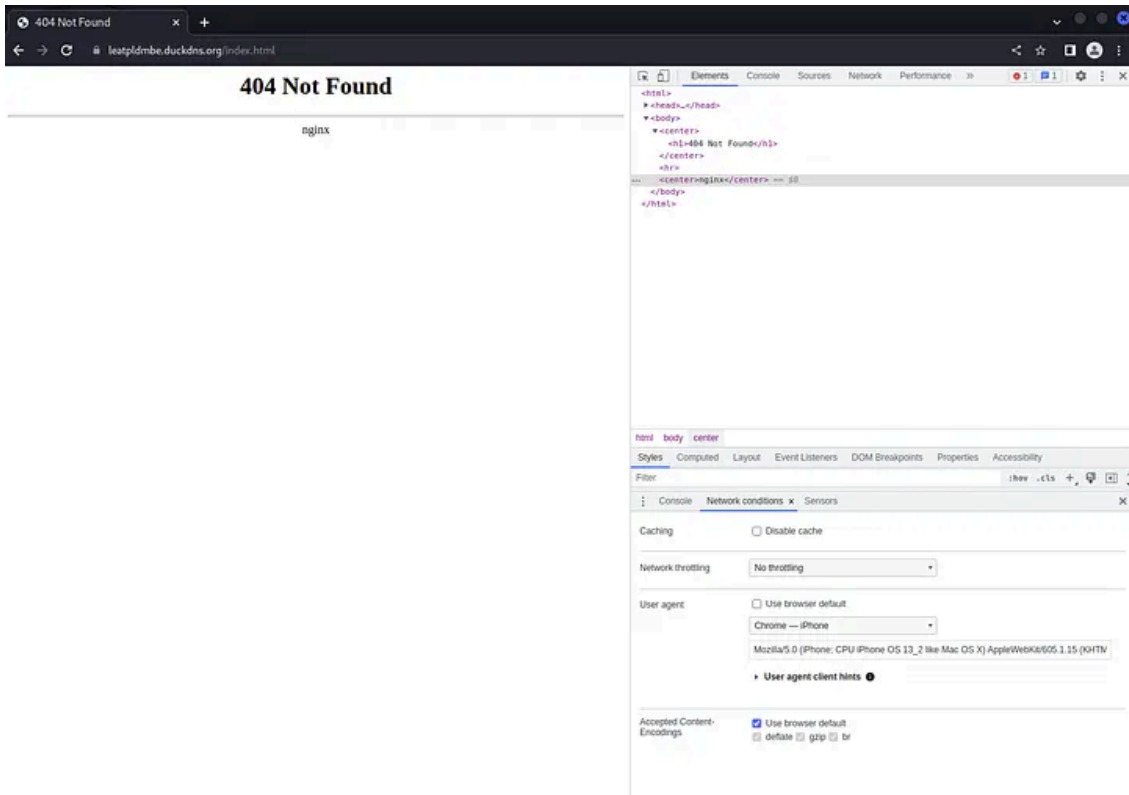 404 Not Found
leatpldmbe.duckdns.org/index.html
404 Not Found
nginx
Elements Console Sources Network Performance » 1 1
<html>
<head>…</head>
<body>
<center>
<h1>404 Not Found</h1>
</center>
<hr>
<center>nginx</center> == $0
</body>
</html>
html body center
Styles Computed Layout Event Listeners DOM Breakpoints Properties Accessibility
Filter :hov .cls +
Console Network conditions × Sensors
Caching Disable cache
Network throttling No throttling
User agent Use browser default
Chrome — iPhone
Mozilla/5.0 (iPhone; CPU iPhone OS 13_2 like Mac OS X) AppleWebKit/605.1.15 (KHTM
User agent client hints
Accepted Content-
Encodings
Use browser default
deflate gzip br